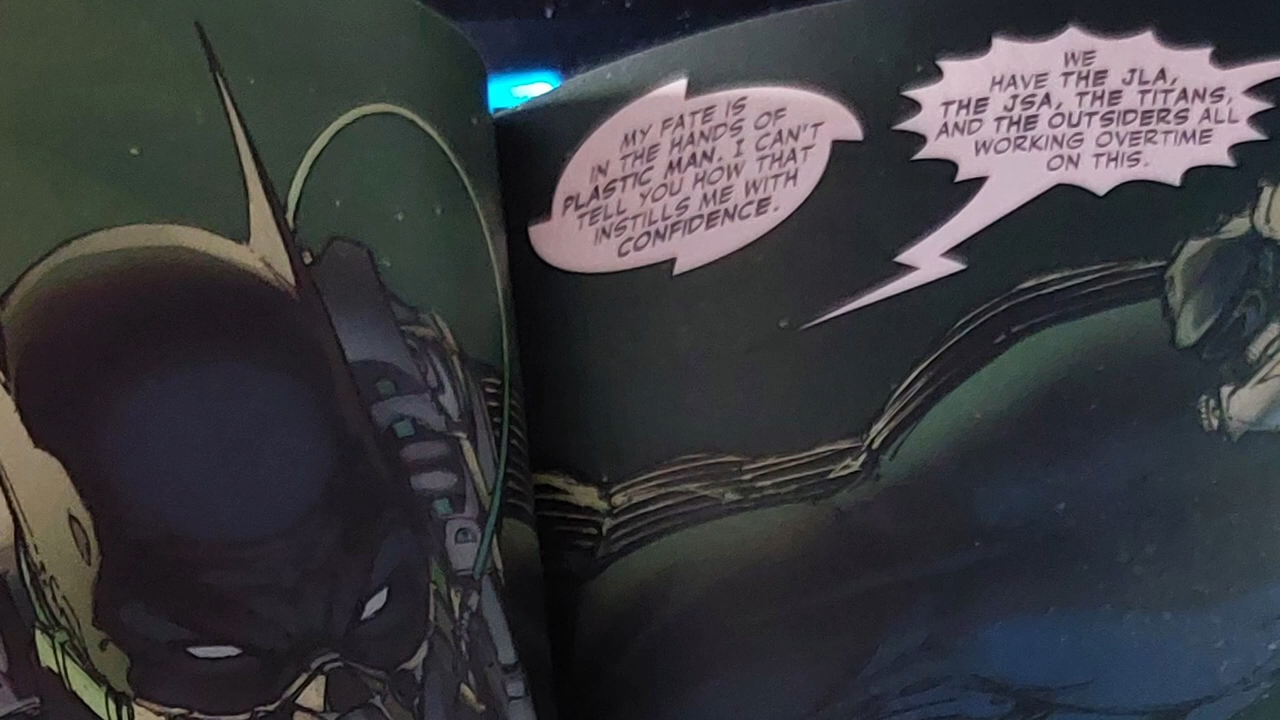 MY FATE IS
IN THE HANDS OF
PLASTIC MAN. I CAN'T
TELL YOU HOW THAT
INSTILLS ME WITH
CONFIDENCE.
WE
HAVE THE JLA,
THE JSA, THE TITANS,
AND THE OUTSIDERS ALL
WORKING OVERTIME
ON THIS.